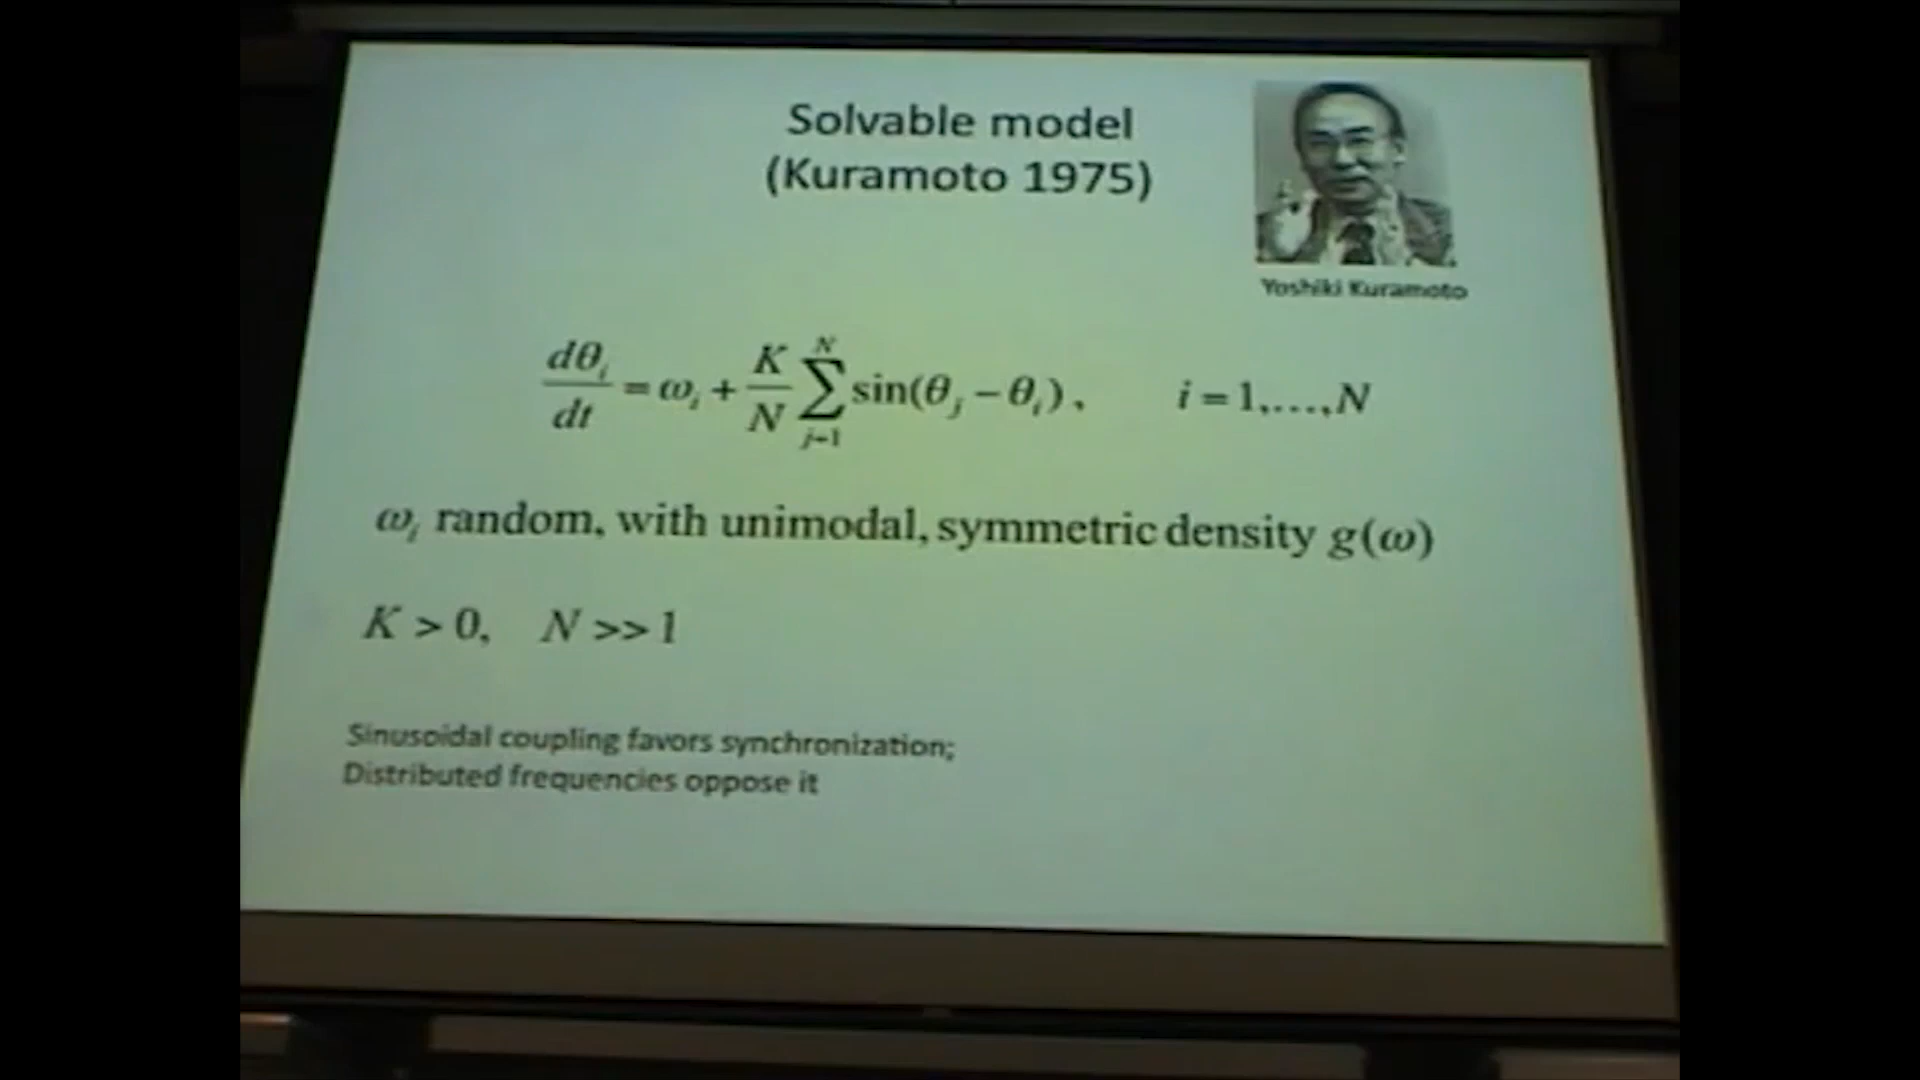 Solvable model
(Kuramoto 1975)
Yoshiki Kuramoto
dθ_i/dt = ω_i + K/N ∑_{j=1}^{N} sin(θ_j − θ_i), i = 1,…,N
ω_i random, with unimodal, symmetric density g(ω)
K > 0, N >> 1
Sinusoidal coupling favors synchronization;
Distributed frequencies oppose it